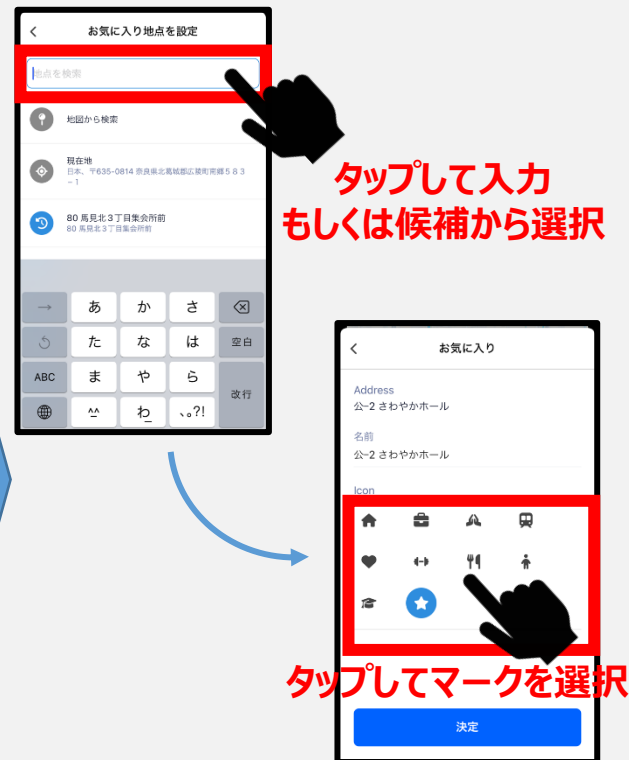 お気に入り地点を設定
地点を検索
地図から検索
現在地
日本、〒635-0814 奈良県北葛城郡広陵町南郷５８３
−１
80 馬見北３丁目集会所前
80 馬見北３丁目集会所前
→ あ か さ
た な は 空白
ABC ま や ら
改行
^^ わ_ 、。?!
タップして入力
もしくは候補から選択
お気に入り
Address
公-2 さわやかホール
名前
公-2 さわやかホール
Icon
タップしてマークを選択
決定